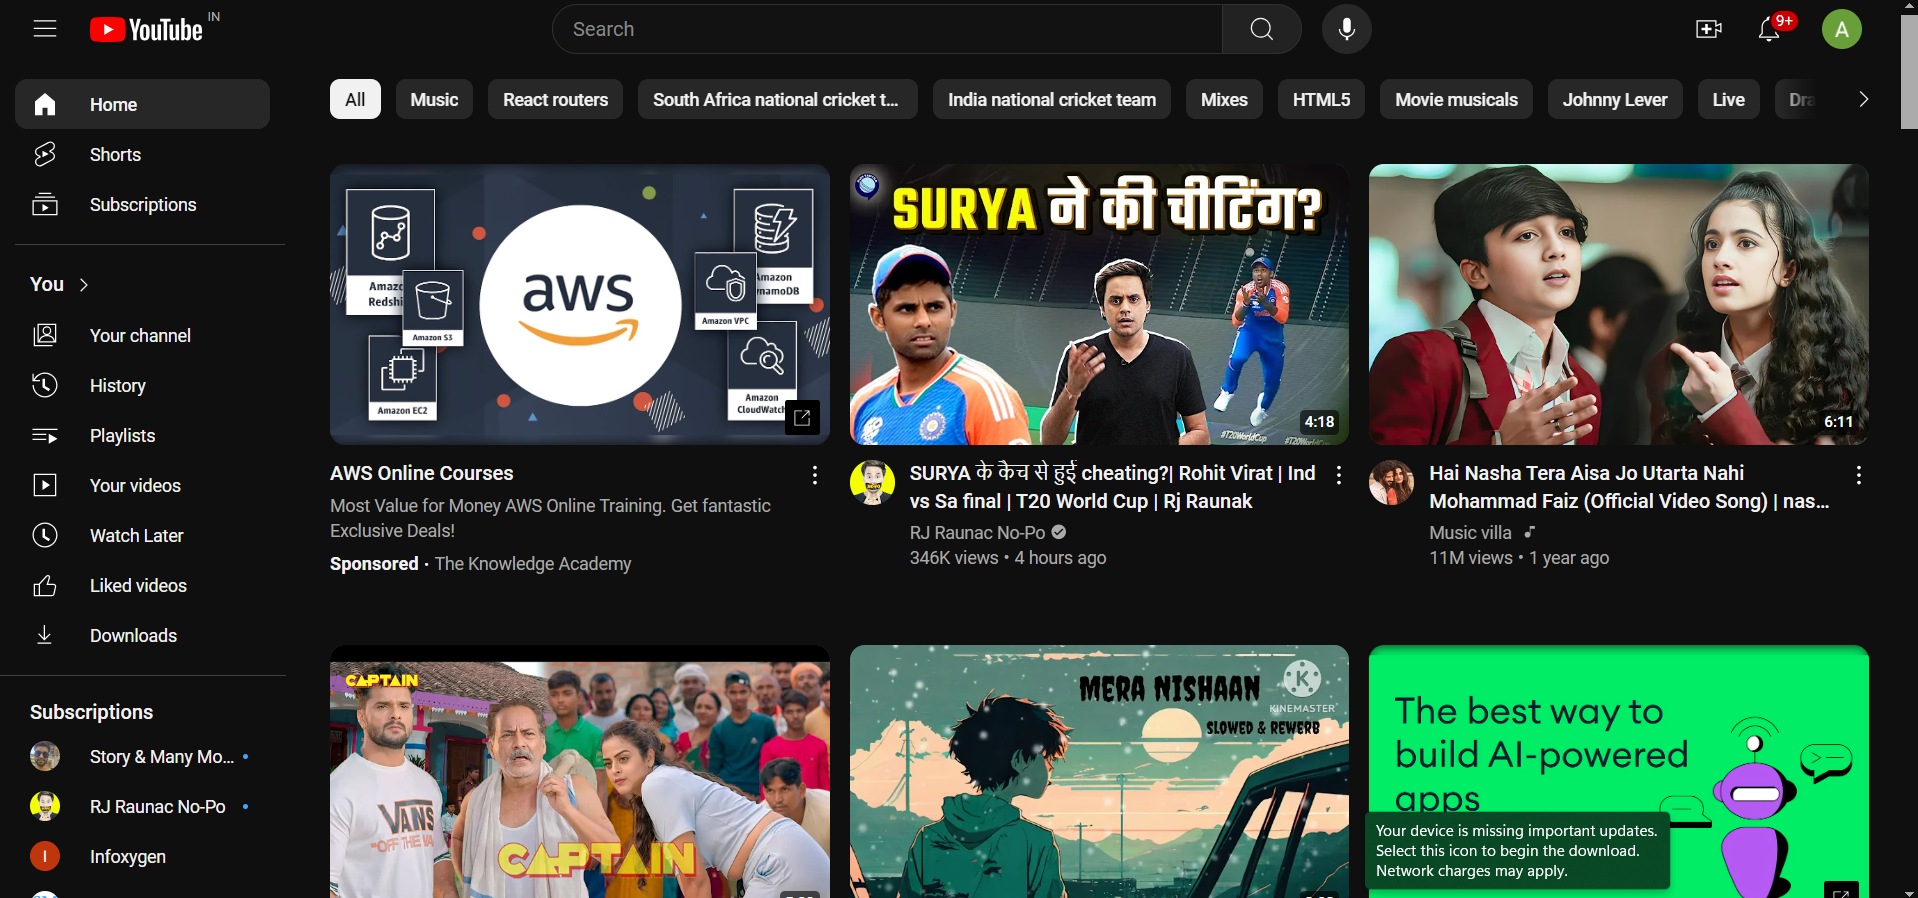 YouTube IN
Search
9+
A
Home
Shorts
Subscriptions
You
Your channel
History
Playlists
Your videos
Watch Later
Liked videos
Downloads
Subscriptions
Story & Many Mo...
RJ Raunac No-Po
I
Infoxygen
All
Music
React routers
South Africa national cricket t...
India national cricket team
Mixes
HTML5
Movie musicals
Johnny Lever
Live
Amazon S3
Amazon EC2
aws
Amazon VPC
Amazon
CloudWatch
AWS Online Courses
Most Value for Money AWS Online Training. Get fantastic
Exclusive Deals!
Sponsored · The Knowledge Academy
SURYA ने की चीटिंग?
#T20WorldCup
#T20WorldCup
4:18
SURYA के कैच से हुई cheating?| Rohit Virat | Ind
vs Sa final | T20 World Cup | Rj Raunak
RJ Raunac No-Po
346K views • 4 hours ago
6:11
Hai Nasha Tera Aisa Jo Utarta Nahi
Mohammad Faiz (Official Video Song) | nas...
Music villa
11M views • 1 year ago
CAPTAIN
VANS
"OFF THE WA
CAPTAIN
MERA NISHAAN
SLOWED & REWERB
K
KINEMASTER
The best way to
build AI-powered
apps
Your device is missing important updates.
Select this icon to begin the download.
Network charges may apply.